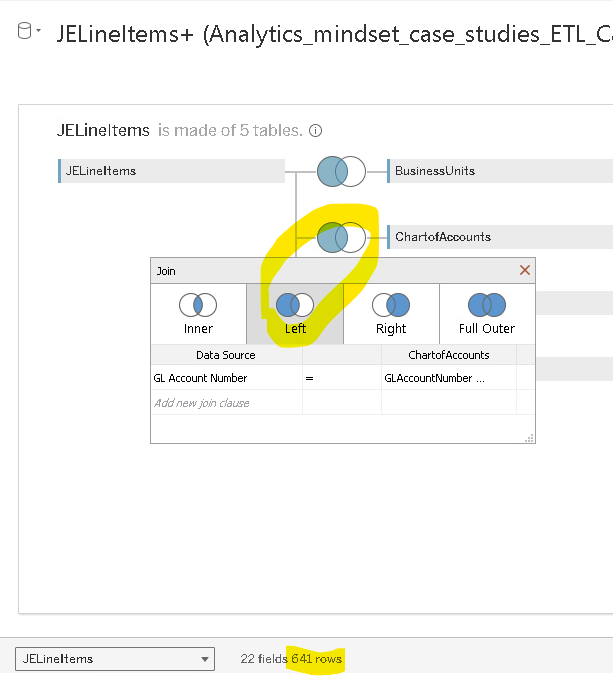 JELineItems+ (Analytics_mindset_case_studies_ETL_C
JELineItems is made of 5 tables.
JELineItems
BusinessUnits
ChartofAccounts
Join
Inner Left Right Full Outer
Data Source ChartofAccounts
GL Account Number = GLAccountNumber ...
Add new join clause
JELineItems 22 fields 641 rows